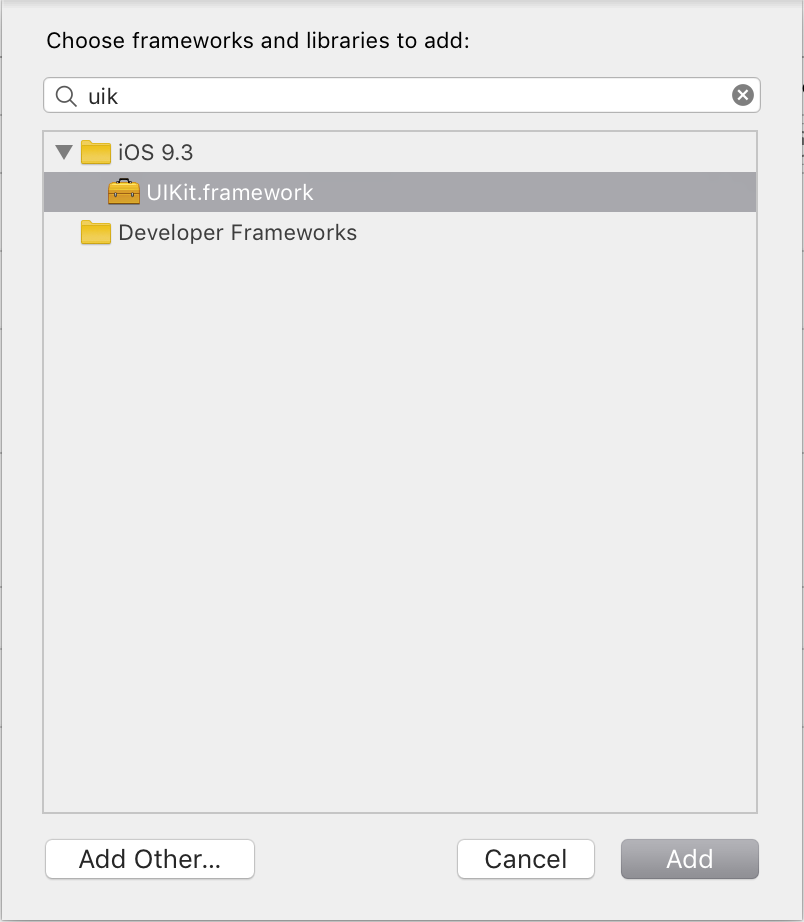 Choose frameworks and libraries to add:
uik
iOS 9.3
UIKit.framework
Developer Frameworks
Add Other...
Cancel
Add